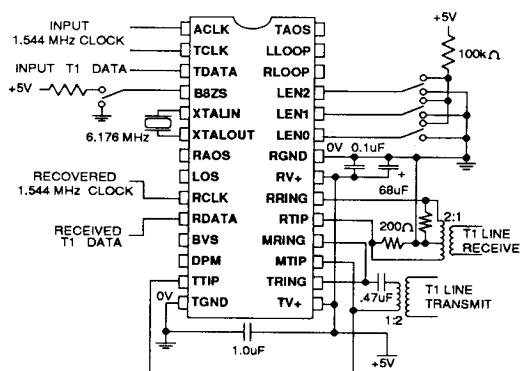 INPUT
1.544 MHz CLOCK
INPUT T1 DATA
+5V
6.176 MHz
RECOVERED
1.544 MHz CLOCK
RECEIVED
T1 DATA
0V
1.0uF
ACLK
TCLK
TDATA
B8ZS
XTALIN
XTALOUT
RAOS
LOS
RCLK
RDATA
BVS
DPM
TTIP
TGND
TAOS
LLOOP
RLOOP
LEN2
LEN1
LEN0
RGND
RV+
RRING
RTIP
MRING
MTIP
TRING
TV+
+5V
100kΩ
0V
0.1uF
+
68uF
200Ω
2:1
T1 LINE
RECEIVE
.47uF
1:2
T1 LINE
TRANSMIT
+5V